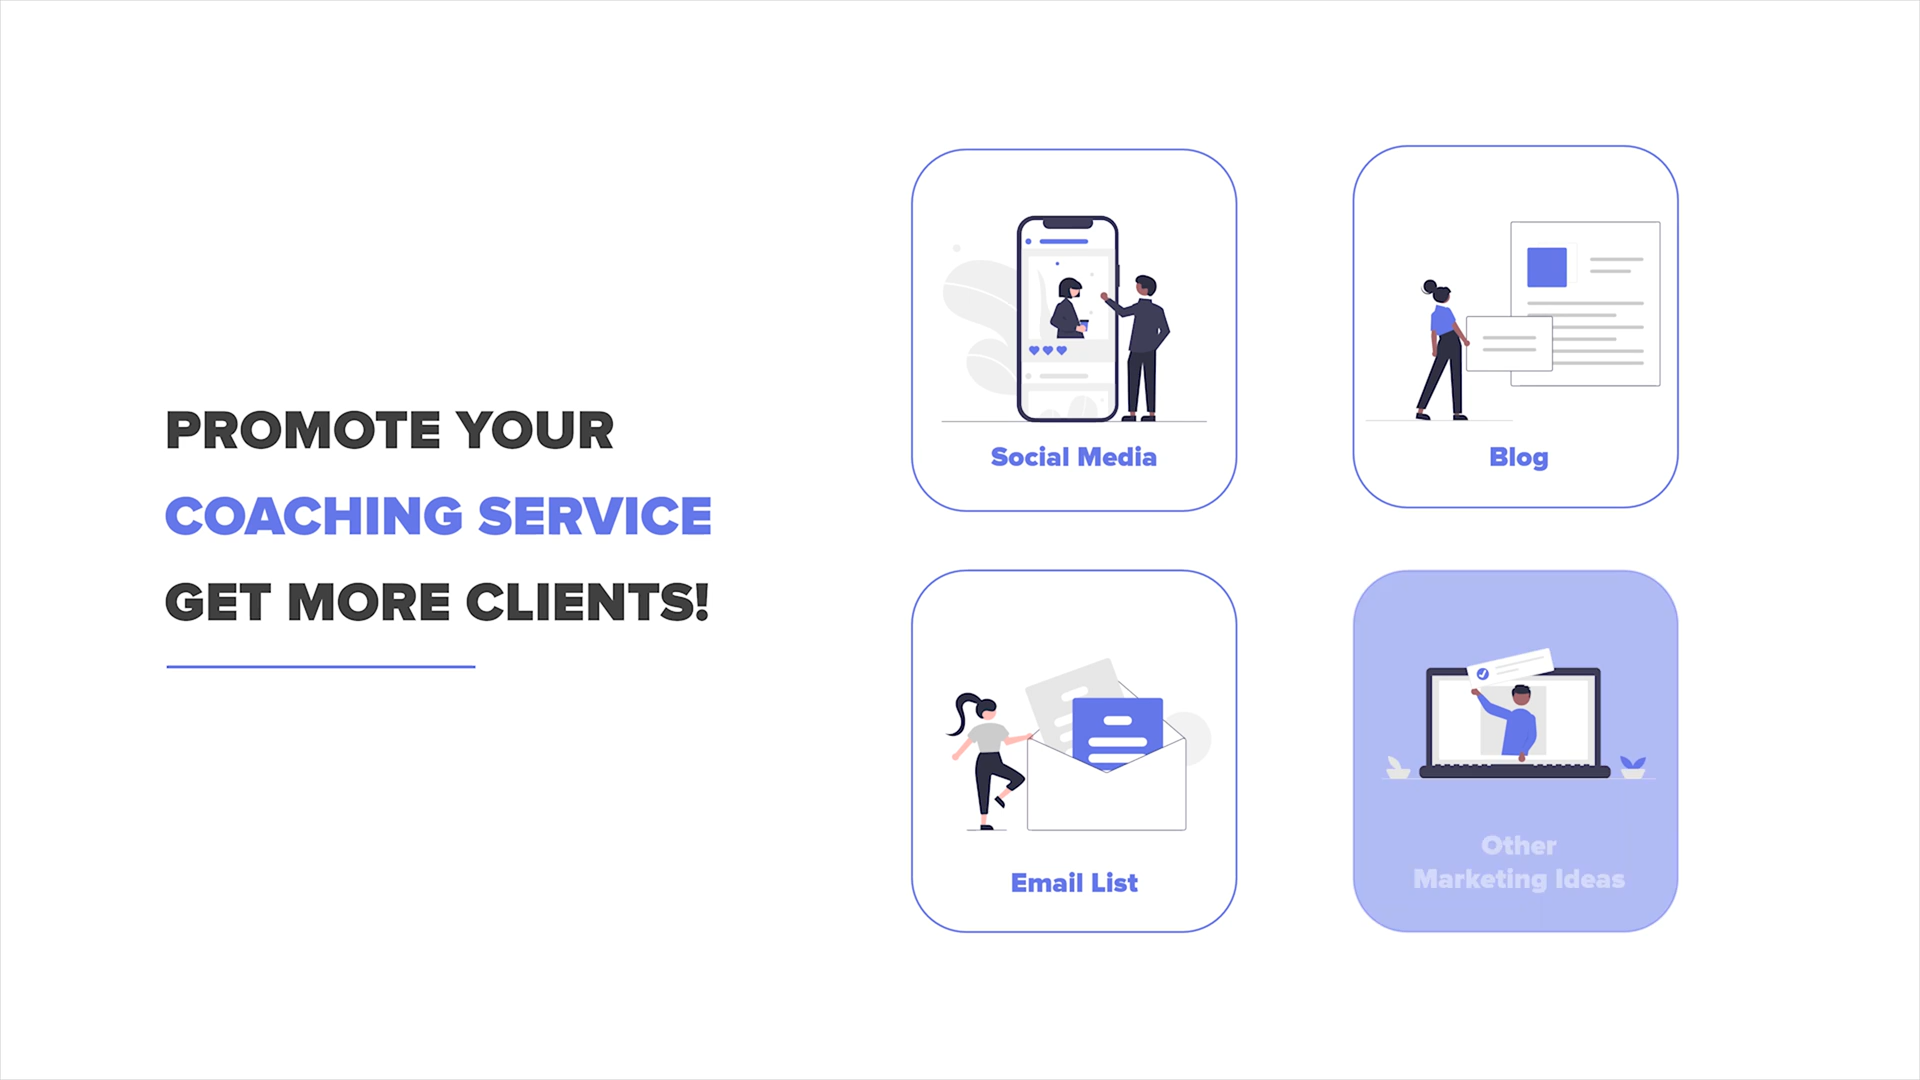 PROMOTE YOUR
COACHING SERVICE
GET MORE CLIENTS!
Social Media
Blog
Email List
Other
Marketing Ideas